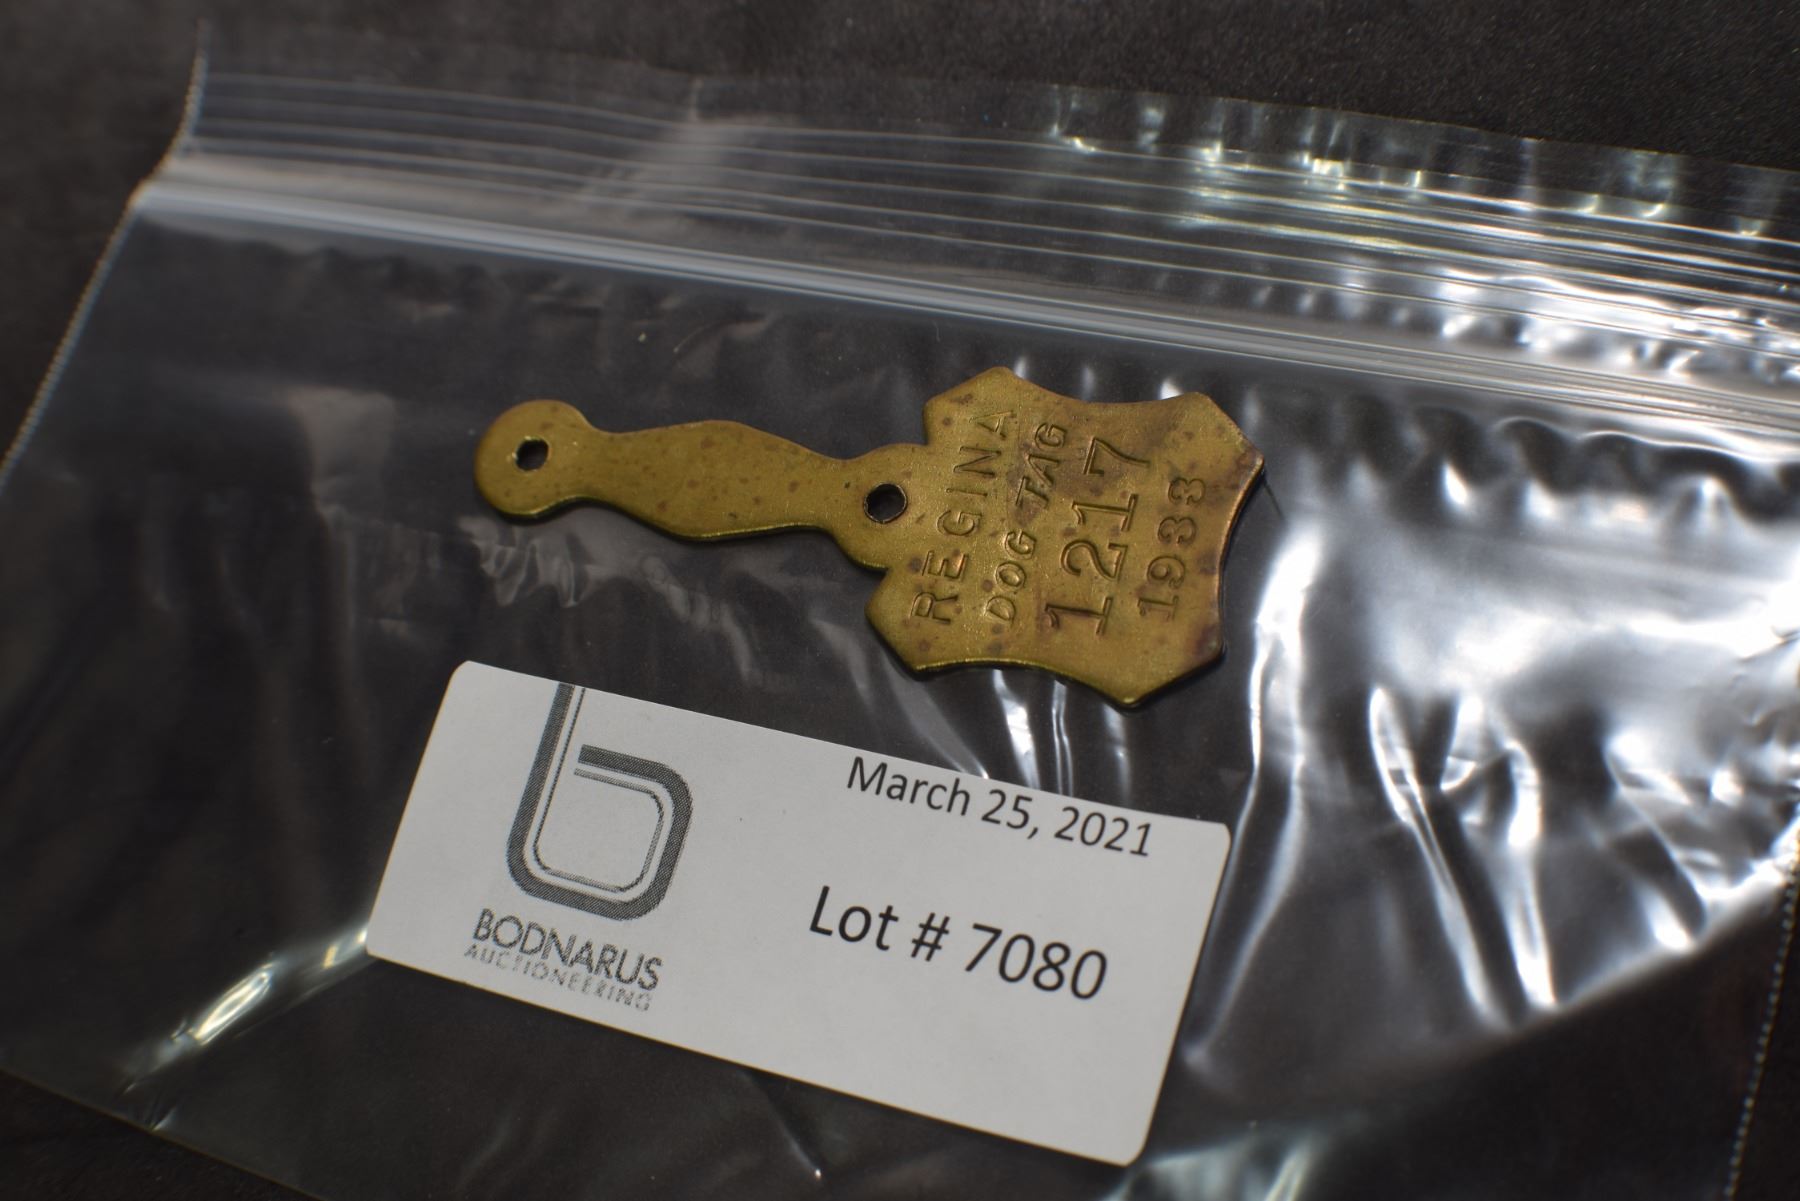 REGINA
DOG TAG
1217
1933
March 25, 2021
Lot # 7080
BODNARUS
AUCTIONEERING